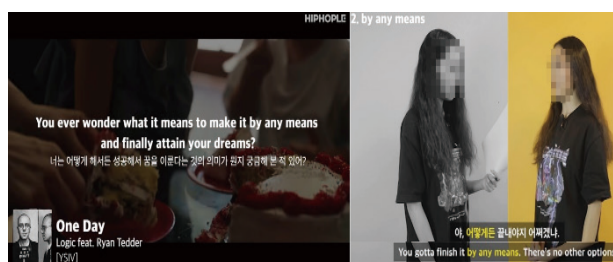 HIPHOPLE
You ever wonder what it means to make it by any means
and finally attain your dreams?
너는 어떻게 해서든 성공해서 꿈을 이룬다는 것의 의미가 뭔지 궁금해 본 적 있어?
One Day
Logic feat. Ryan Tedder
[YSIV]
2. by any means
야, 어떻게든 끝내야지 어쩌겠냐.
You gotta finish it by any means. There's no other option